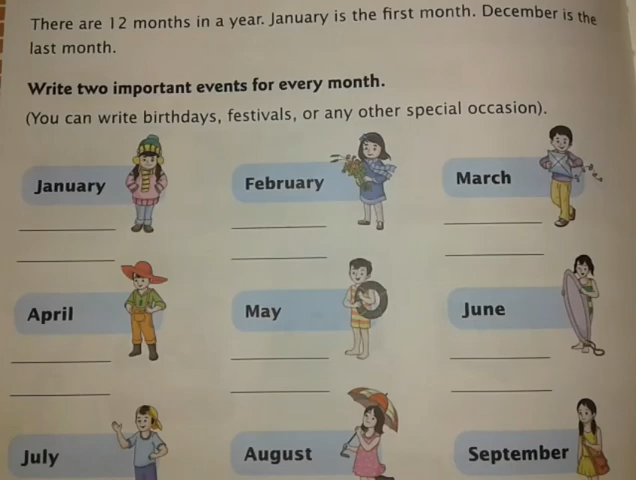 There are 12 months in a year. January is the first month. December is the
last month.
Write two important events for every month.
(You can write birthdays, festivals, or any other special occasion).
January
February
March
April
May
June
July
August
September